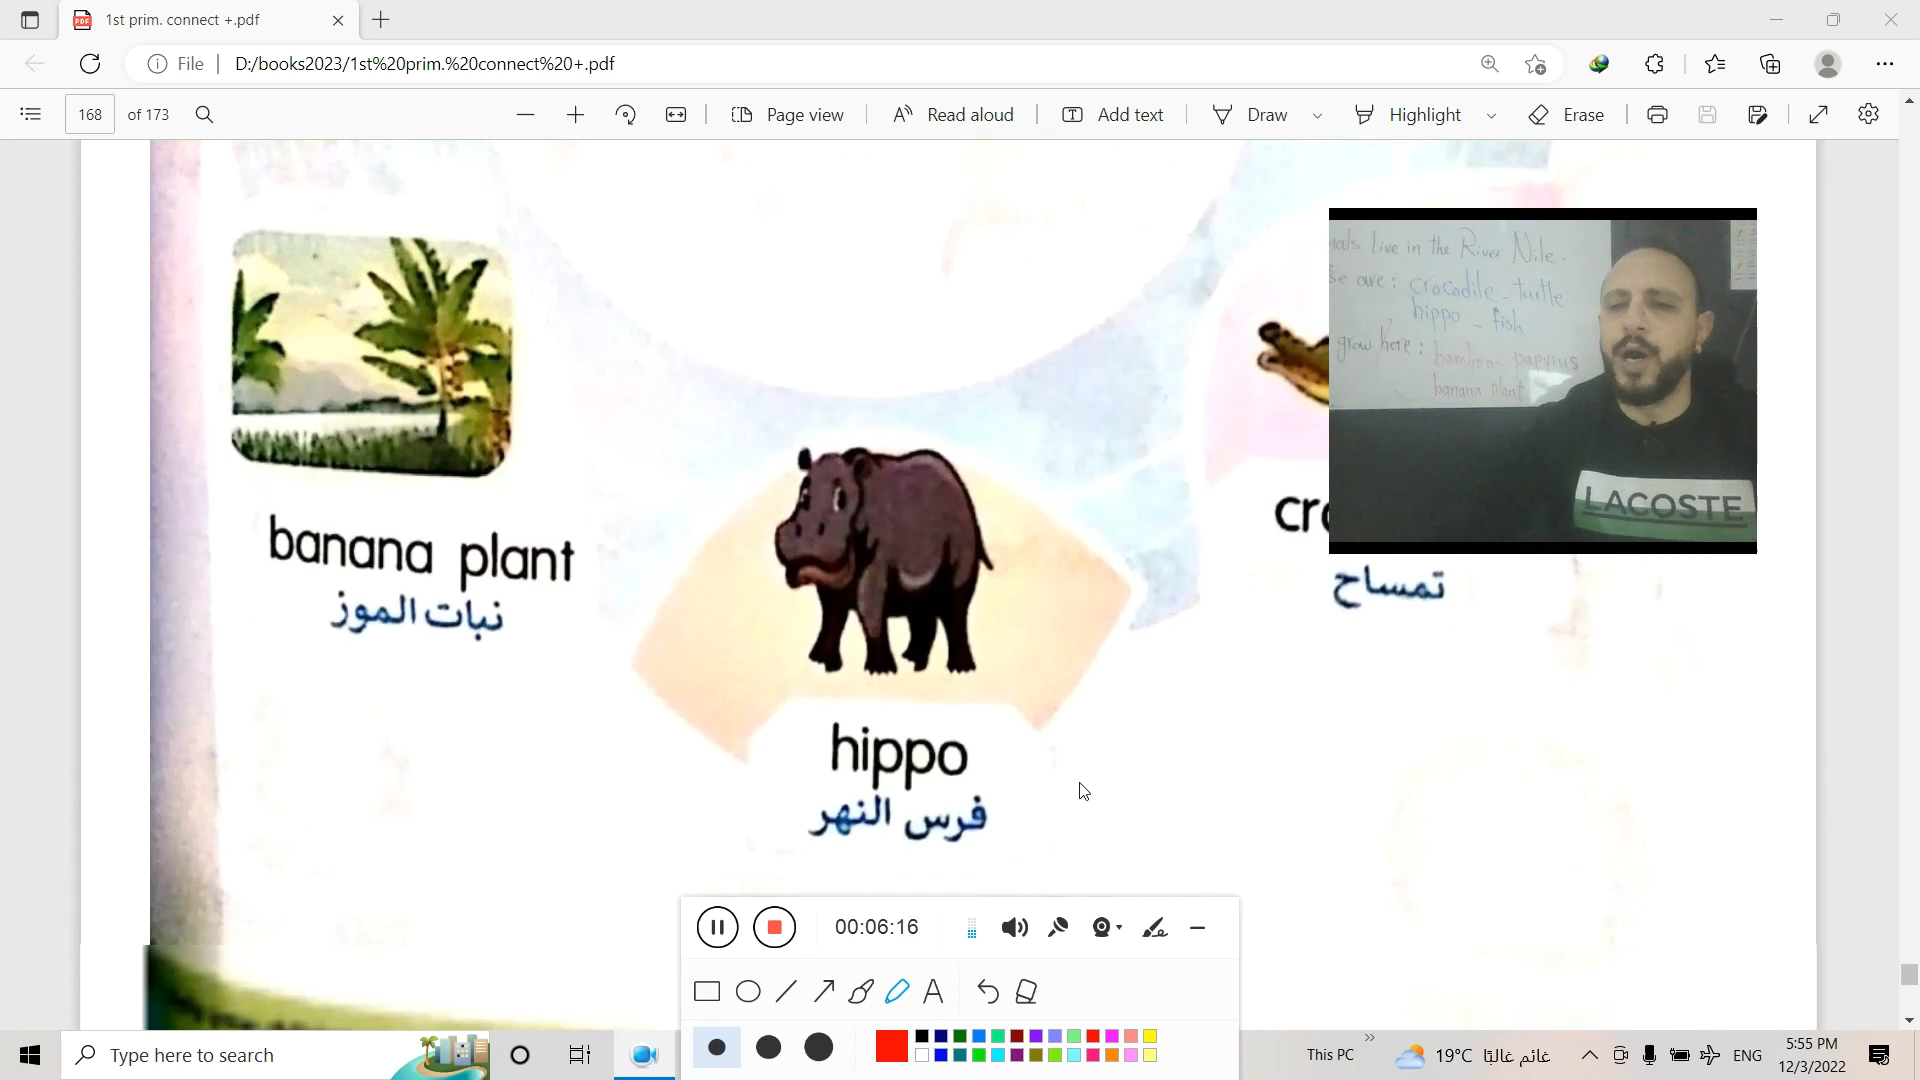 1st prim. connect +.pdf
File
D:/books2023/1st%20prim.%20connect%20+.pdf
168 of 173
Page view
Read aloud
Add text
Draw
Highlight
Erase
Live in the River Nile.
are : crocodile - turtle
hippo - fish
grow here : bamboo - papyrus
banana plant
LACOSTE
banana plant
نبات الموز
hippo
فرس النهر
تمساح
00:06:16
Type here to search
This PC
19°C غائم غالبًا
ENG
5:55 PM
12/3/2022